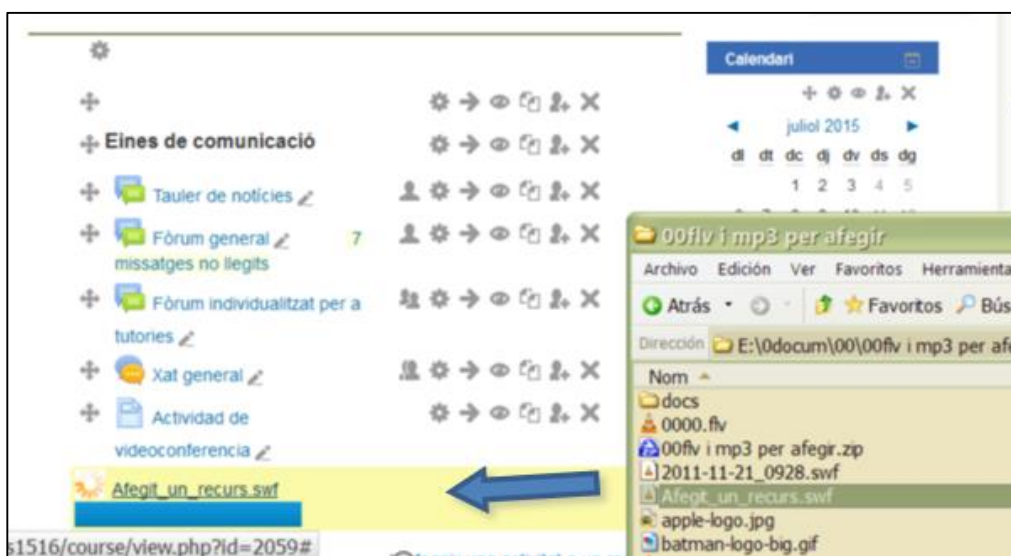 Calendari
juliol 2015
dl dt dc dj dv ds dg
1 2 3 4 5
Eines de comunicació
Tauler de notícies
Fòrum general 7
missatges no llegits
Fòrum individualitzat per a
tutories
Xat general
Actividad de
videoconferencia
Afegit_un_recurs.swf
s1516/course/view.php?id=2059#
00flv i mp3 per afegir
Archivo Edición Ver Favoritos Herramienta
Atrás Favoritos Bús
Dirección E:\0docum\00\00flv i mp3 per afe
Nom
docs
0000.flv
00flv i mp3 per afegir.zip
2011-11-21_0928.swf
Afegit_un_recurs.swf
apple-logo.jpg
batman-logo-big.gif